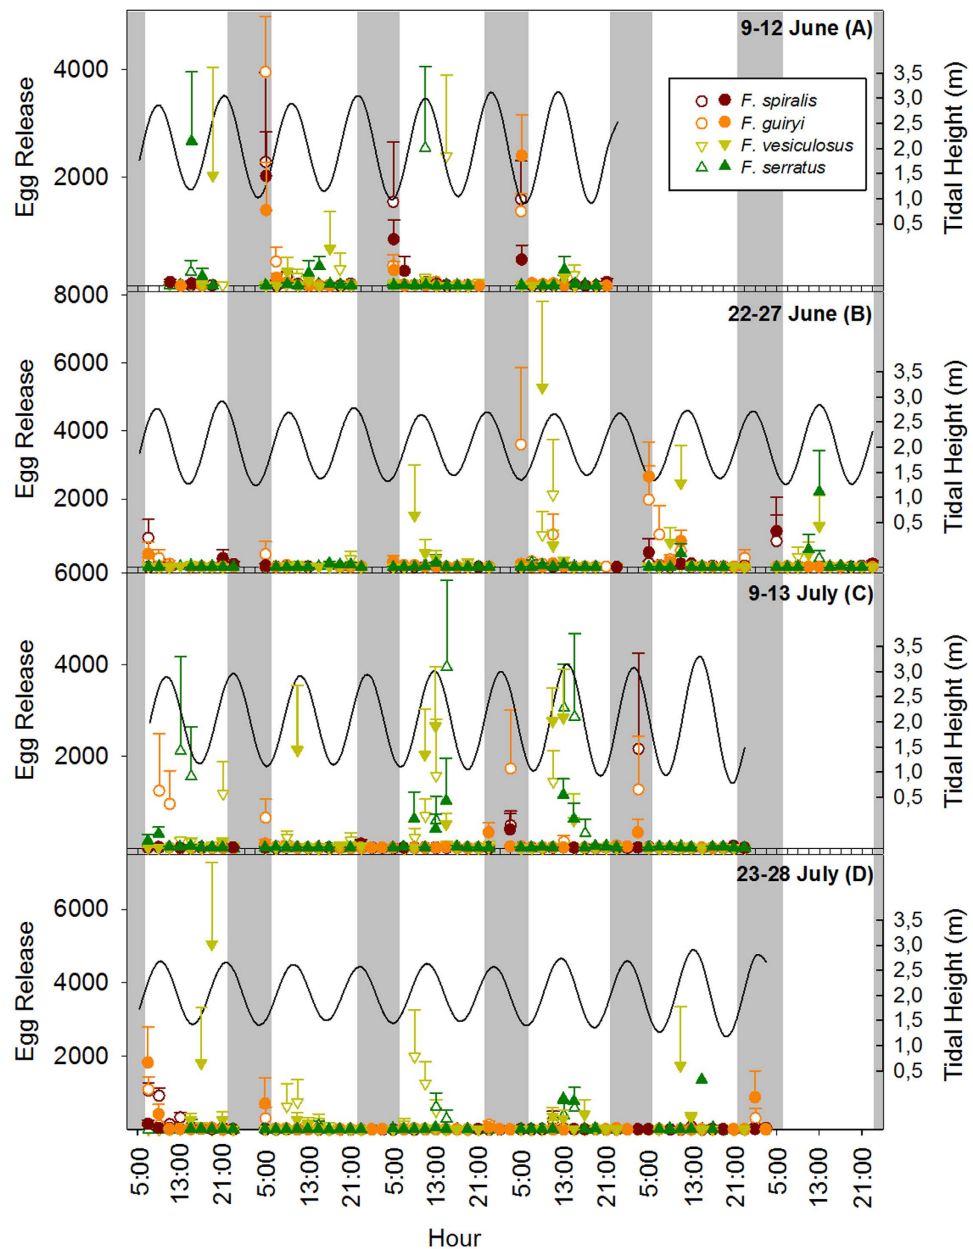 9-12 June (A)
Egg Release
4000
2000
Tidal Height (m)
3,5
3,0
2,5
2,0
1,5
1,0
0,5
F. spiralis
F. guiryi
F. vesiculosus
F. serratus
22-27 June (B)
Egg Release
8000
6000
4000
2000
Tidal Height (m)
3,5
3,0
2,5
2,0
1,5
1,0
0,5
9-13 July (C)
Egg Release
6000
4000
2000
Tidal Height (m)
3,5
3,0
2,5
2,0
1,5
1,0
0,5
23-28 July (D)
Egg Release
6000
4000
2000
Tidal Height (m)
3,5
3,0
2,5
2,0
1,5
1,0
0,5
5:00 13:00 21:00 5:00 13:00 21:00 5:00 13:00 21:00 5:00 13:00 21:00 5:00 13:00 21:00 5:00 13:00 21:00
Hour